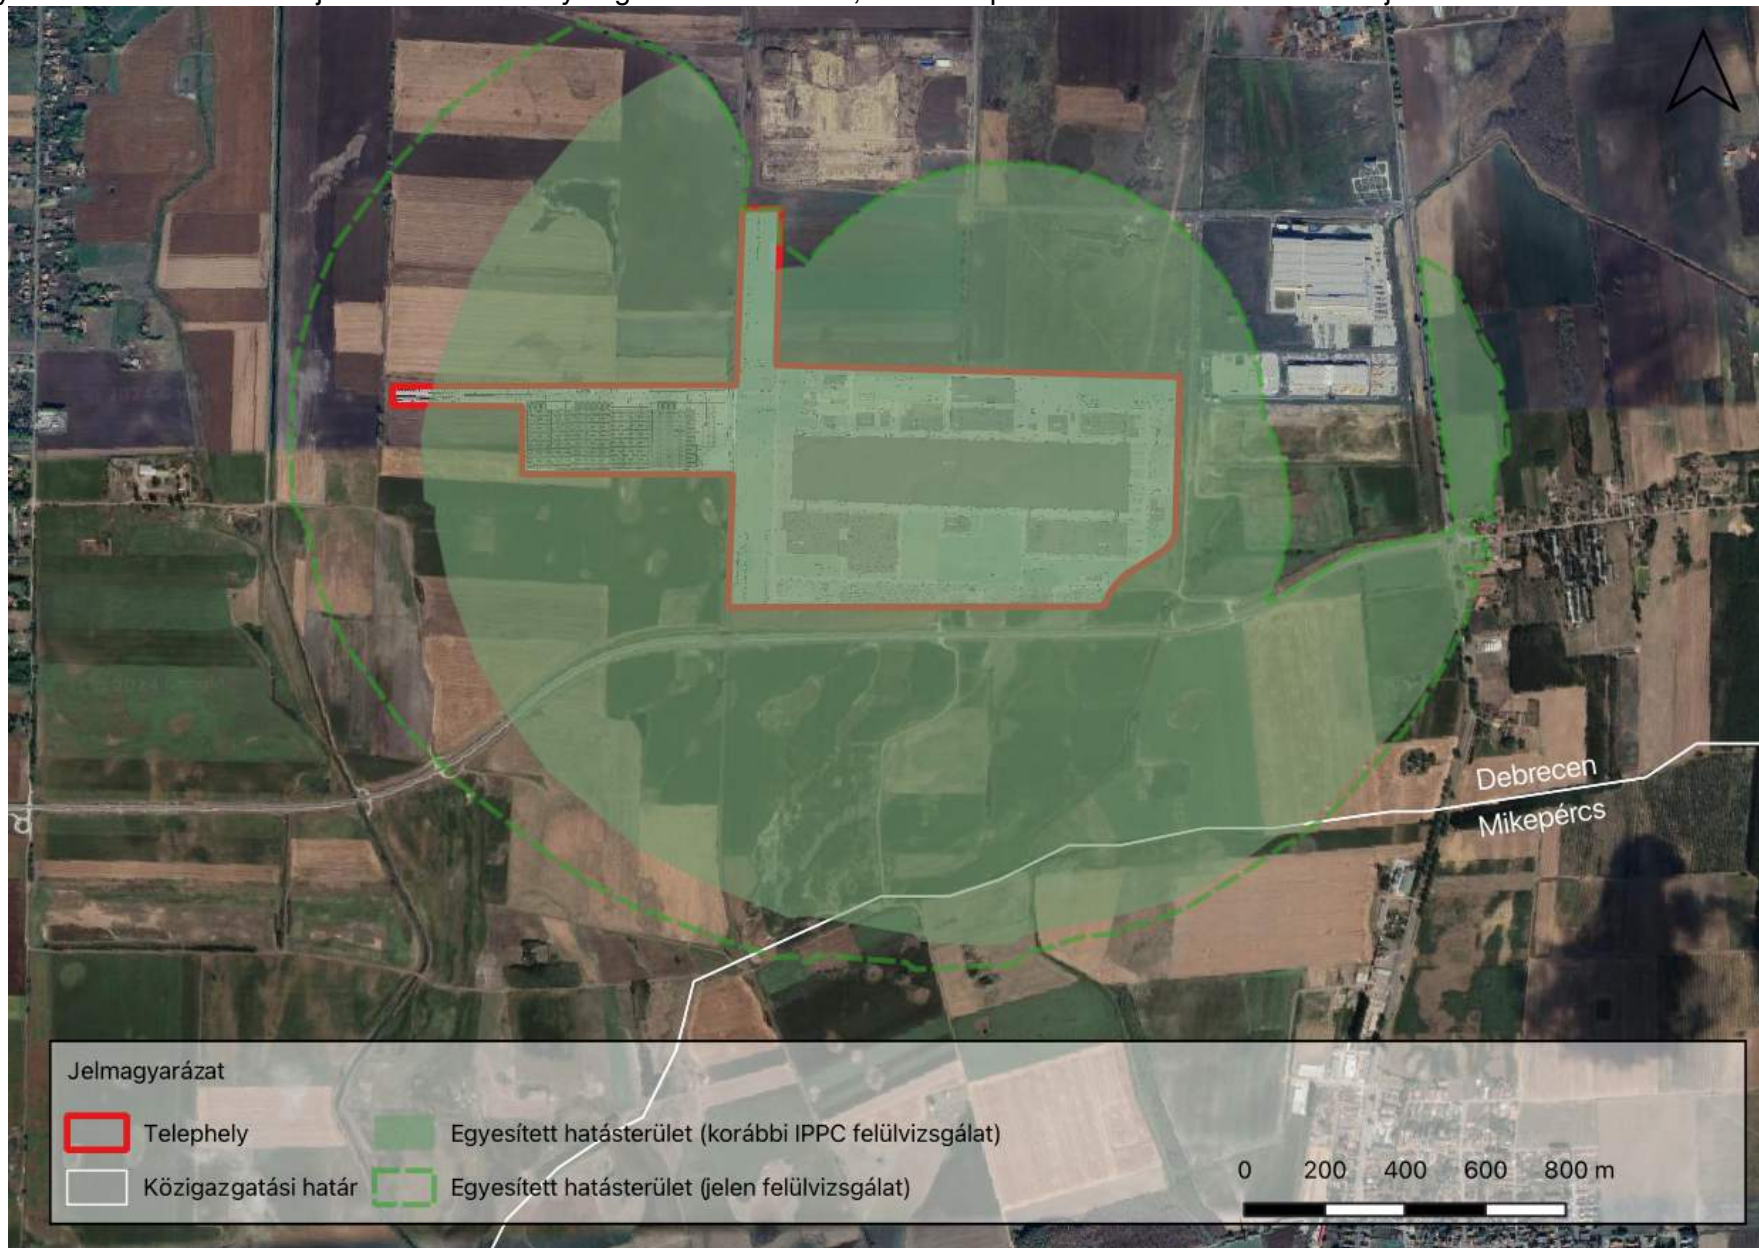 Debrecen
Mikepércs
Jelmagyarázat
Telephely
Egyesített hatásterület (korábbi IPPC felülvizsgálat)
Közigazgatási határ
Egyesített hatásterület (jelen felülvizsgálat)
0 200 400 600 800 m